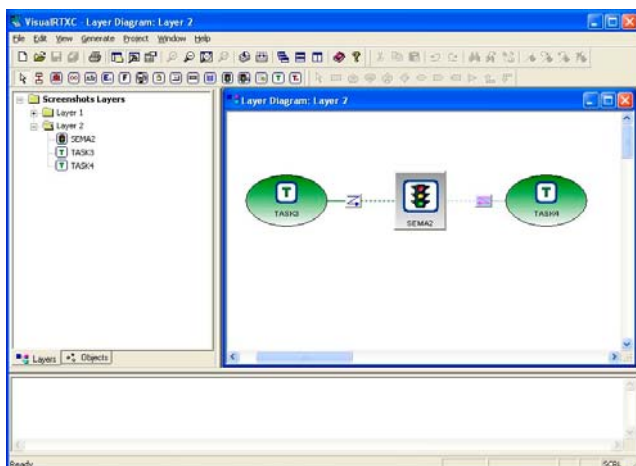 VisualRTXC - Layer Diagram: Layer 2
File Edit View Generate Project Window Help
Screenshots Layers
Layer 1
Layer 2
SEMA2
TASK3
TASK4
Layer Diagram: Layer 2
T
TASK3
SEMA2
T
TASK4
Layers Objects
Ready